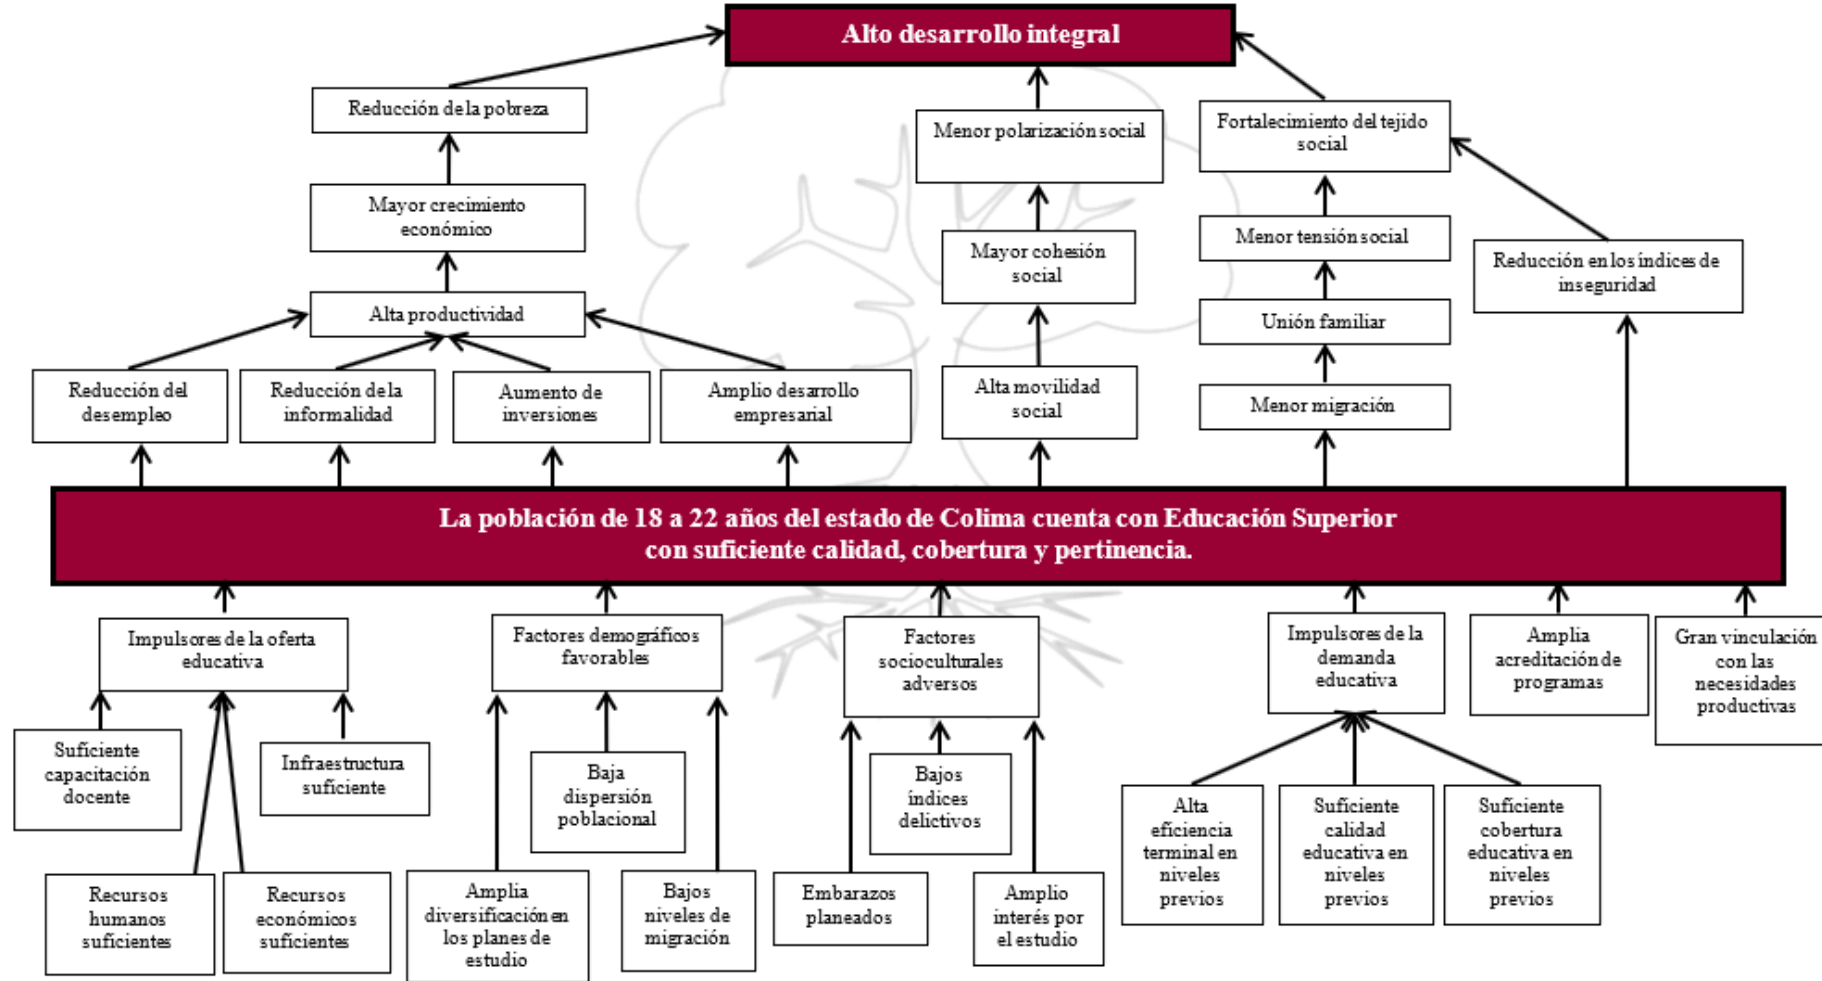 Alto desarrollo integral
Reducción de la pobreza
Menor polarización social
Fortalecimiento del tejido
social
Mayor crecimiento
económico
Mayor cohesión
social
Menor tensión social
Reducción en los índices de
inseguridad
Alta productividad
Unión familiar
Reducción del
desempleo
Reducción de la
informalidad
Aumento de
inversiones
Amplio desarrollo
empresarial
Alta movilidad
social
Menor migración
La población de 18 a 22 años del estado de Colima cuenta con Educación Superior
con suficiente calidad, cobertura y pertinencia.
Impulsores de la oferta
educativa
Factores demográficos
favorables
Factores
socioculturales
adversos
Impulsores de la
demanda
educativa
Amplia
acreditación de
programas
Gran vinculación
con las
necesidades
productivas
Suficiente
capacitación
docente
Infraestructura
suficiente
Baja
dispersión
poblacional
Bajos
índices
delictivos
Alta
eficiencia
terminal en
niveles
previos
Suficiente
calidad
educativa en
niveles
previos
Suficiente
cobertura
educativa en
niveles
previos
Recursos
humanos
suficientes
Recursos
económicos
suficientes
Amplia
diversificación en
los planes de
estudio
Bajos
niveles de
migración
Embarazos
planeados
Amplio
interés por
el estudio